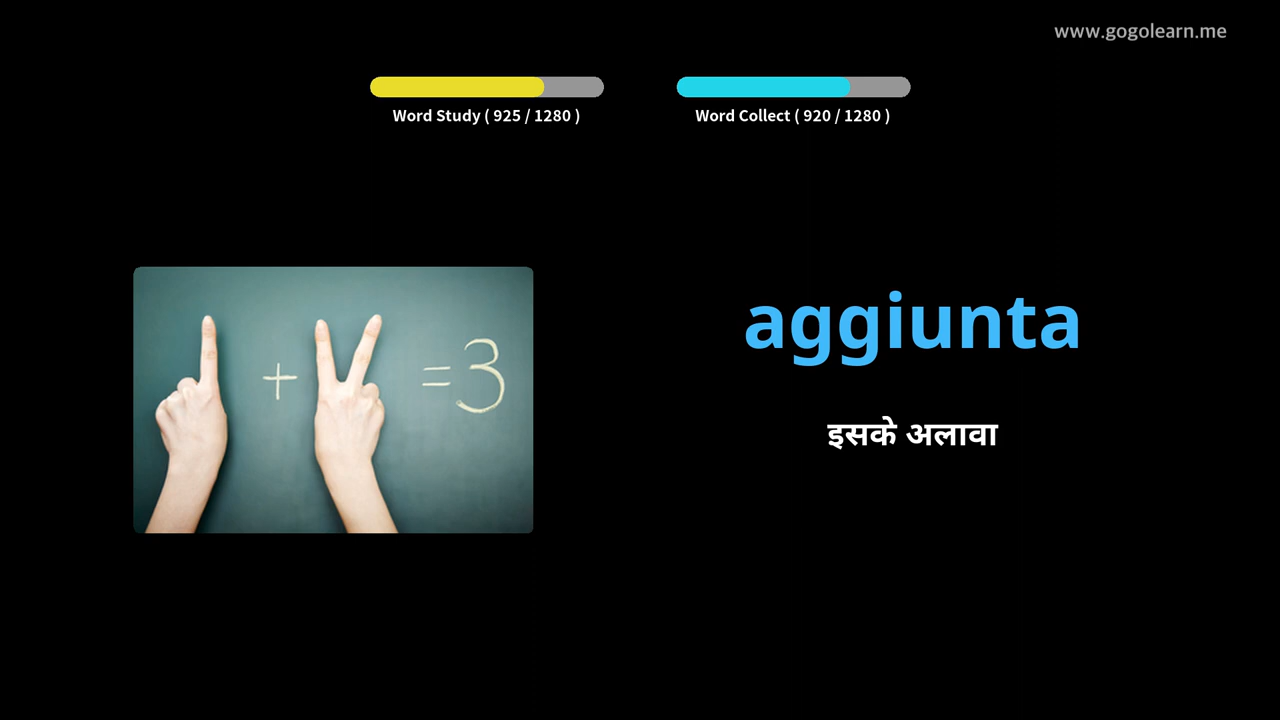 www.gogolearn.me
Word Study ( 925 / 1280 )
Word Collect ( 920 / 1280 )
+ = 3
aggiunta
इसके अलावा